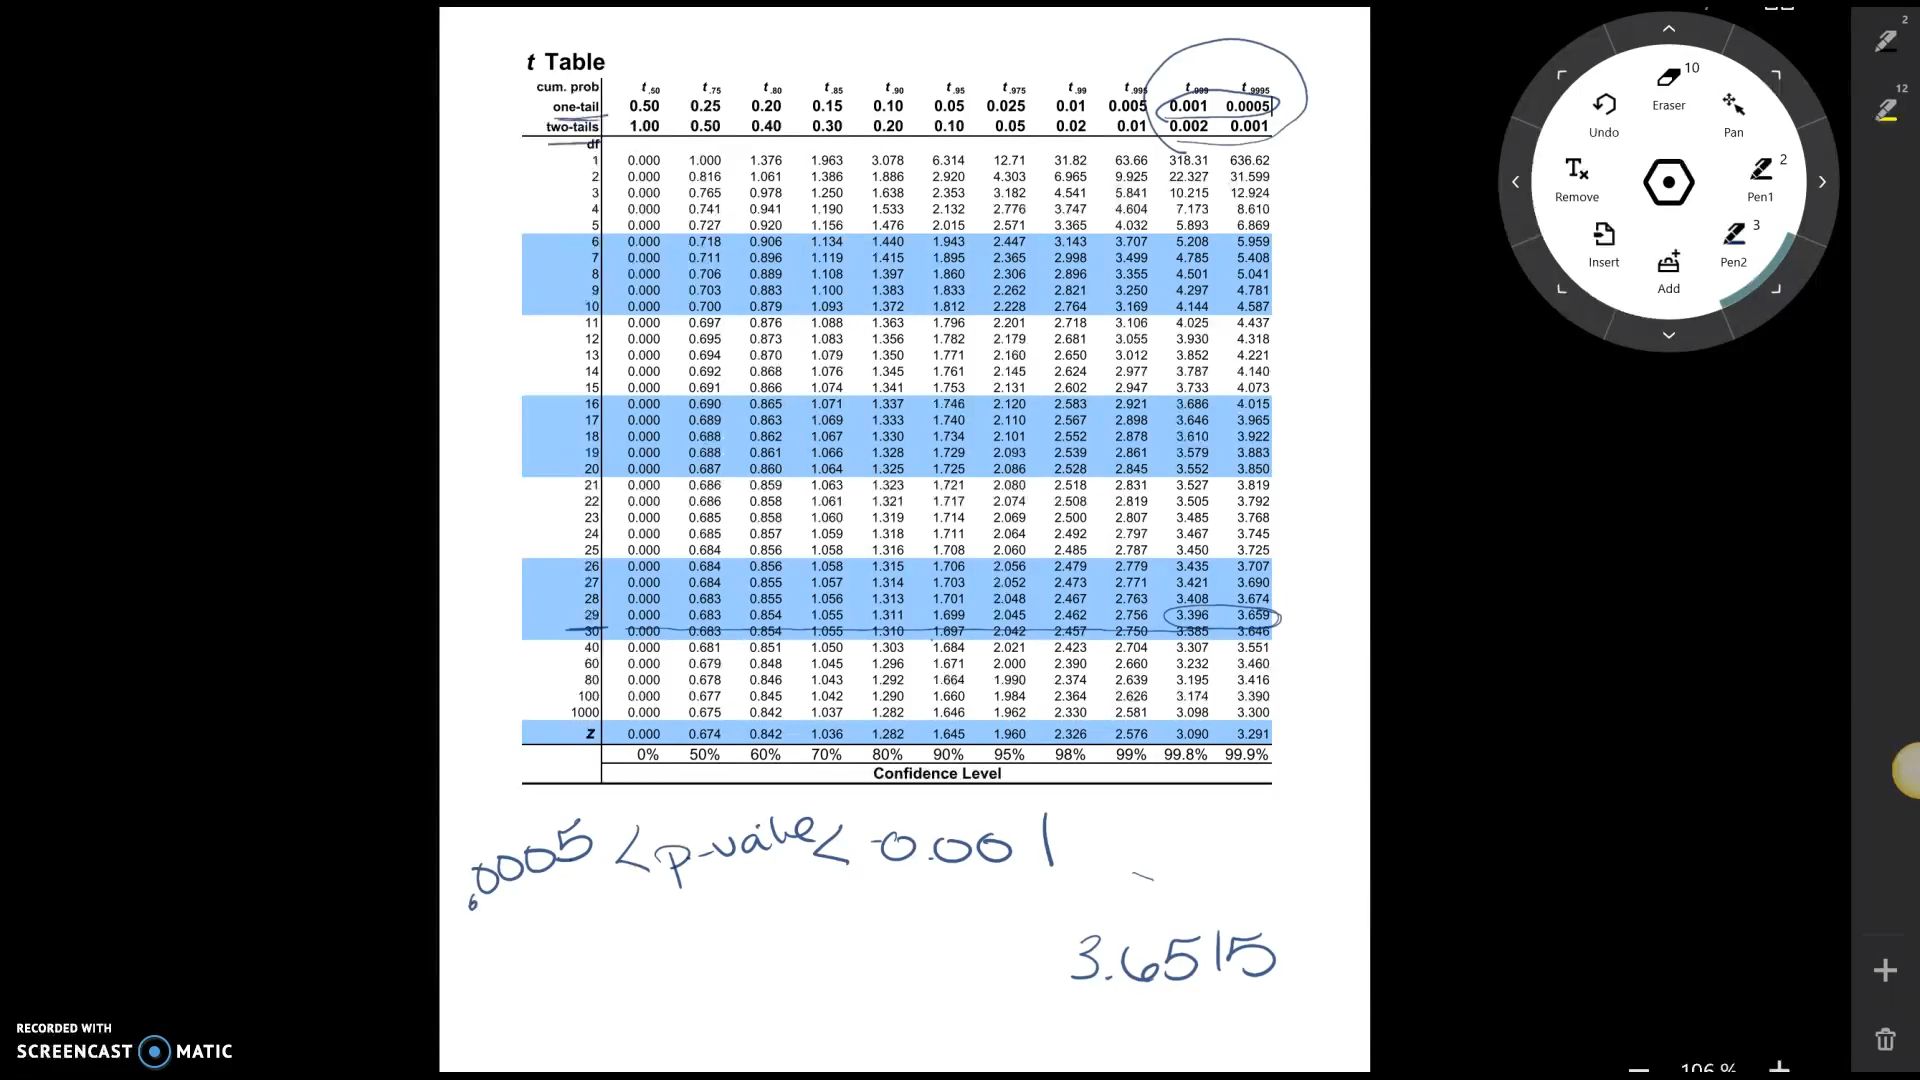 t Table
cum. prob t .50 t .75 t .80 t .85 t .90 t .95 t .975 t .99 t .995 t .999 t .9995
one-tail 0.50 0.25 0.20 0.15 0.10 0.05 0.025 0.01 0.005 0.001 0.0005
two-tails 1.00 0.50 0.40 0.30 0.20 0.10 0.05 0.02 0.01 0.002 0.001
df
1 0.000 1.000 1.376 1.963 3.078 6.314 12.71 31.82 63.66 318.31 636.62
2 0.000 0.816 1.061 1.386 1.886 2.920 4.303 6.965 9.925 22.327 31.599
3 0.000 0.765 0.978 1.250 1.638 2.353 3.182 4.541 5.841 10.215 12.924
4 0.000 0.741 0.941 1.190 1.533 2.132 2.776 3.747 4.604 7.173 8.610
5 0.000 0.727 0.920 1.156 1.476 2.015 2.571 3.365 4.032 5.893 6.869
6 0.000 0.718 0.906 1.134 1.440 1.943 2.447 3.143 3.707 5.208 5.959
7 0.000 0.711 0.896 1.119 1.415 1.895 2.365 2.998 3.499 4.785 5.408
8 0.000 0.706 0.889 1.108 1.397 1.860 2.306 2.896 3.355 4.501 5.041
9 0.000 0.703 0.883 1.100 1.383 1.833 2.262 2.821 3.250 4.297 4.781
10 0.000 0.700 0.879 1.093 1.372 1.812 2.228 2.764 3.169 4.144 4.587
11 0.000 0.697 0.876 1.088 1.363 1.796 2.201 2.718 3.106 4.025 4.437
12 0.000 0.695 0.873 1.083 1.356 1.782 2.179 2.681 3.055 3.930 4.318
13 0.000 0.694 0.870 1.079 1.350 1.771 2.160 2.650 3.012 3.852 4.221
14 0.000 0.692 0.868 1.076 1.345 1.761 2.145 2.624 2.977 3.787 4.140
15 0.000 0.691 0.866 1.074 1.341 1.753 2.131 2.602 2.947 3.733 4.073
16 0.000 0.690 0.865 1.071 1.337 1.746 2.120 2.583 2.921 3.686 4.015
17 0.000 0.689 0.863 1.069 1.333 1.740 2.110 2.567 2.898 3.646 3.965
18 0.000 0.688 0.862 1.067 1.330 1.734 2.101 2.552 2.878 3.610 3.922
19 0.000 0.688 0.861 1.066 1.328 1.729 2.093 2.539 2.861 3.579 3.883
20 0.000 0.687 0.860 1.064 1.325 1.725 2.086 2.528 2.845 3.552 3.850
21 0.000 0.686 0.859 1.063 1.323 1.721 2.080 2.518 2.831 3.527 3.819
22 0.000 0.686 0.858 1.061 1.321 1.717 2.074 2.508 2.819 3.505 3.792
23 0.000 0.685 0.858 1.060 1.319 1.714 2.069 2.500 2.807 3.485 3.768
24 0.000 0.685 0.857 1.059 1.318 1.711 2.064 2.492 2.797 3.467 3.745
25 0.000 0.684 0.856 1.058 1.316 1.708 2.060 2.485 2.787 3.450 3.725
26 0.000 0.684 0.856 1.058 1.315 1.706 2.056 2.479 2.779 3.435 3.707
27 0.000 0.684 0.855 1.057 1.314 1.703 2.052 2.473 2.771 3.421 3.690
28 0.000 0.683 0.855 1.056 1.313 1.701 2.048 2.467 2.763 3.408 3.674
29 0.000 0.683 0.854 1.055 1.311 1.699 2.045 2.462 2.756 3.396 3.659
30 0.000 0.683 0.854 1.055 1.310 1.697 2.042 2.457 2.750 3.385 3.646
40 0.000 0.681 0.851 1.050 1.303 1.684 2.021 2.423 2.704 3.307 3.551
60 0.000 0.679 0.848 1.045 1.296 1.671 2.000 2.390 2.660 3.232 3.460
80 0.000 0.678 0.846 1.043 1.292 1.664 1.990 2.374 2.639 3.195 3.416
100 0.000 0.677 0.845 1.042 1.290 1.660 1.984 2.364 2.626 3.174 3.390
1000 0.000 0.675 0.842 1.037 1.282 1.646 1.962 2.330 2.581 3.098 3.300
z 0.000 0.674 0.842 1.036 1.282 1.645 1.960 2.326 2.576 3.090 3.291
0% 50% 60% 70% 80% 90% 95% 98% 99% 99.8% 99.9%
Confidence Level
.0005 < p-value < 0.001
3.6515
10
Eraser
Undo
Pan
2
Remove
Pen1
3
Insert
Pen2
Add
2
12
106 %
RECORDED WITH
SCREENCAST MATIC